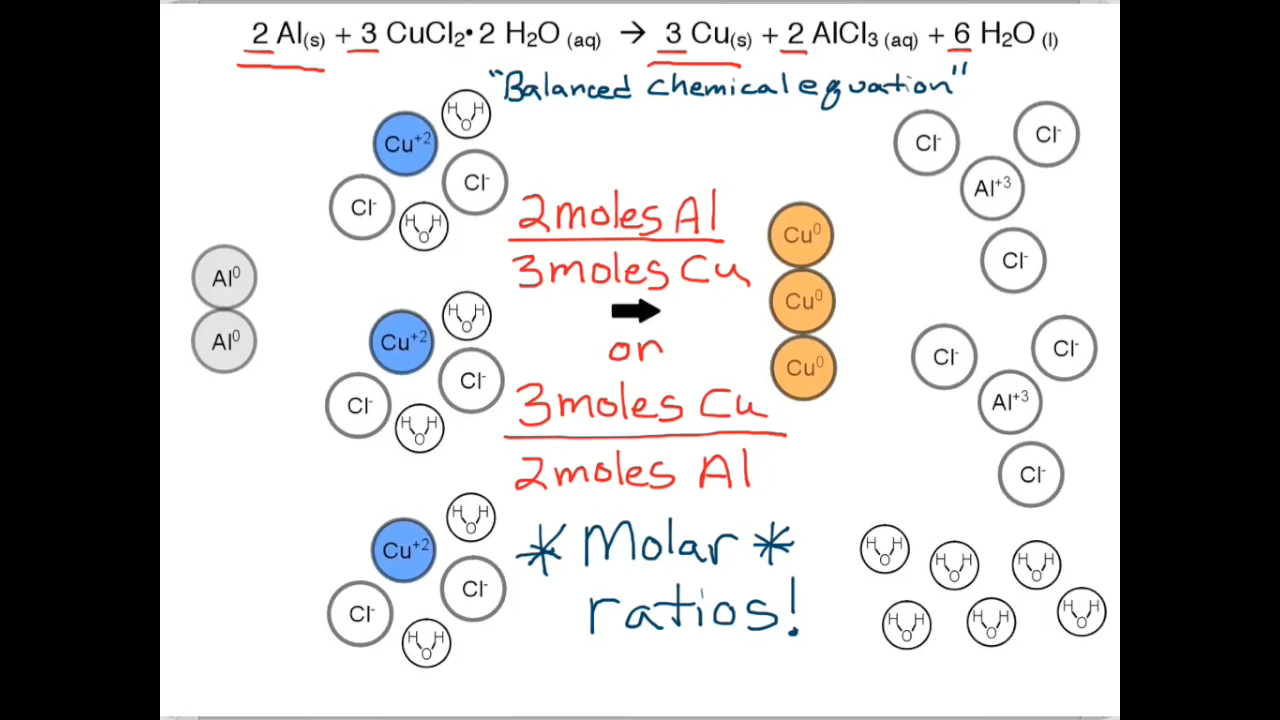 2 Al(s) + 3 CuCl2•2 H2O (aq) → 3 Cu(s) + 2 AlCl3 (aq) + 6 H2O (l)
"Balanced chemical equation"
Cu+2
H H
O
Cl-
Cl-
H H
O
Al0
Al0
Cu+2
H H
O
Cl-
Cl-
H H
O
Cu+2
H H
O
Cl-
Cl-
H H
O
2moles Al
3moles Cu
or
3moles Cu
2moles Al
* Molar *
ratios!
Cu0
Cu0
Cu0
Cl-
Cl-
Al+3
Cl-
Cl-
Cl-
Al+3
Cl-
H H
O
H H
O
H H
O
H H
O
H H
O
H H
O